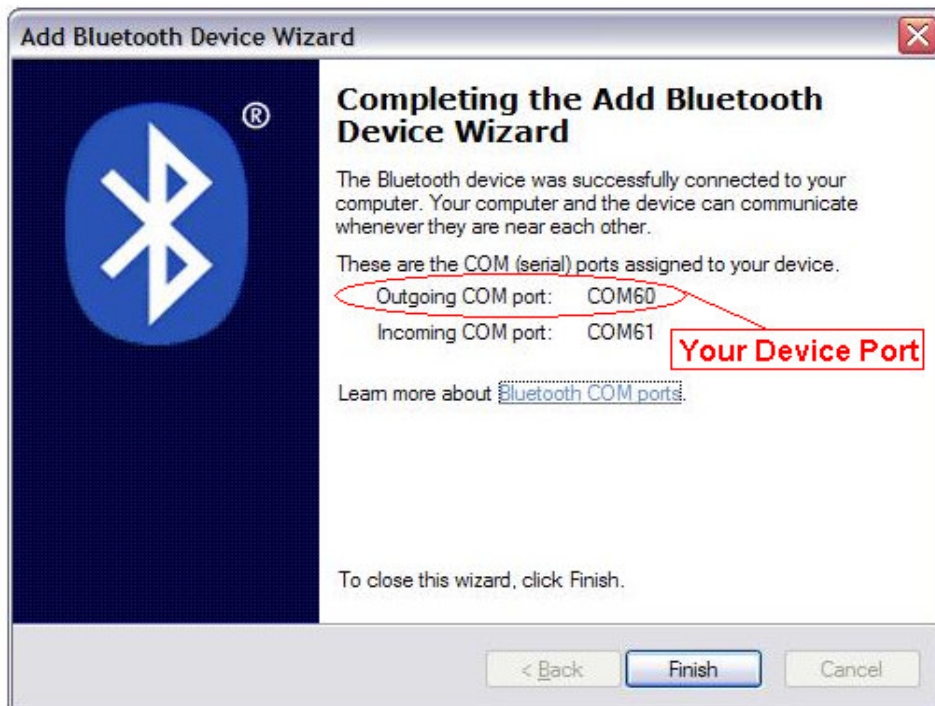 Add Bluetooth Device Wizard
®
Completing the Add Bluetooth
Device Wizard
The Bluetooth device was successfully connected to your
computer. Your computer and the device can communicate
whenever they are near each other.
These are the COM (serial) ports assigned to your device.
Outgoing COM port: COM60
Incoming COM port: COM61
Your Device Port
Learn more about Bluetooth COM ports.
To close this wizard, click Finish.
< Back Finish Cancel